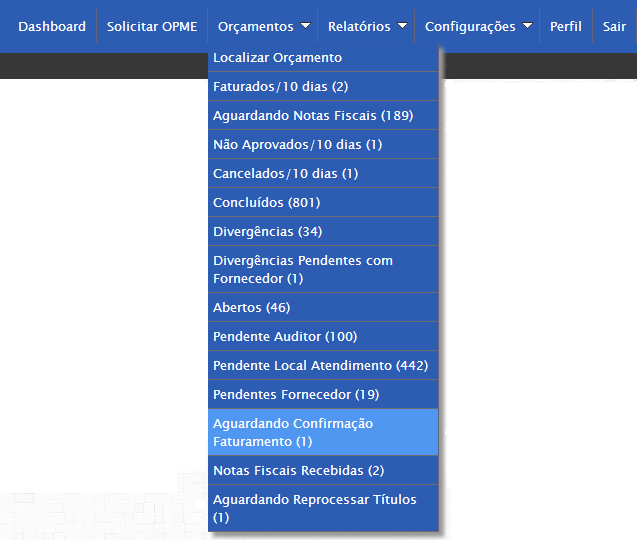 Dashboard Solicitar OPME Orçamentos Relatórios Configurações Perfil Sair
Localizar Orçamento
Faturados/10 dias (2)
Aguardando Notas Fiscais (189)
Não Aprovados/10 dias (1)
Cancelados/10 dias (1)
Concluídos (801)
Divergências (34)
Divergências Pendentes com
Fornecedor (1)
Abertos (46)
Pendente Auditor (100)
Pendente Local Atendimento (442)
Pendentes Fornecedor (19)
Aguardando Confirmação
Faturamento (1)
Notas Fiscais Recebidas (2)
Aguardando Reprocessar Títulos
(1)